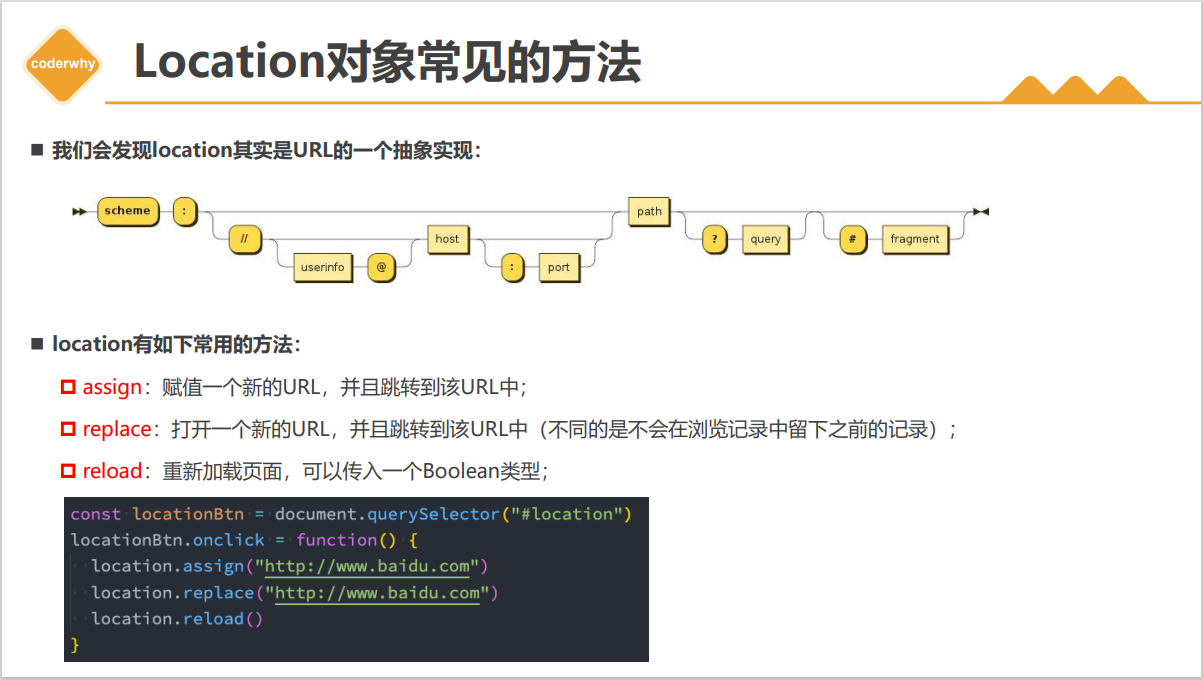 coderwhy
Location对象常见的方法
我们会发现location其实是URL的一个抽象实现：
scheme : // userinfo @ host : port path ? query # fragment
location有如下常用的方法：
assign：赋值一个新的URL，并且跳转到该URL中；
replace：打开一个新的URL，并且跳转到该URL中（不同的是不会在浏览记录中留下之前的记录）；
reload：重新加载页面，可以传入一个Boolean类型；
const locationBtn = document.querySelector("#location")
locationBtn.onclick = function() {
  location.assign("http://www.baidu.com")
  location.replace("http://www.baidu.com")
  location.reload()
}